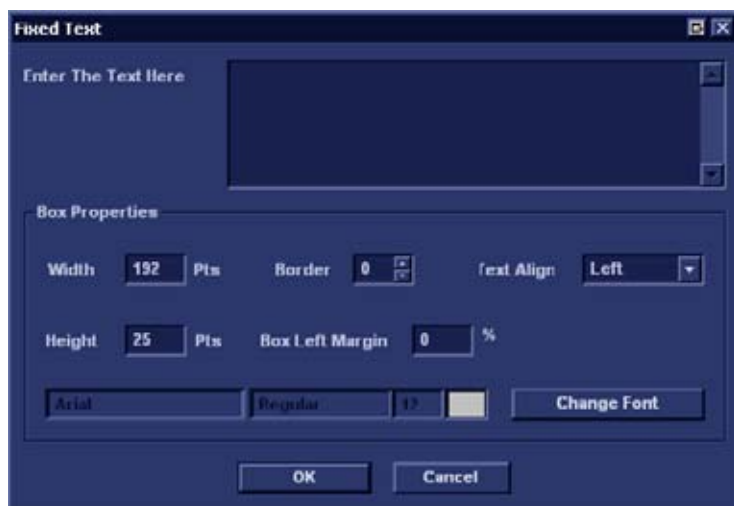 Fixed Text
Enter The Text Here
Box Properties
Width 192 Pts Border 0 Text Align Left
Height 25 Pts Box Left Margin 0 %
Arial Regular 12 Change Font
OK Cancel